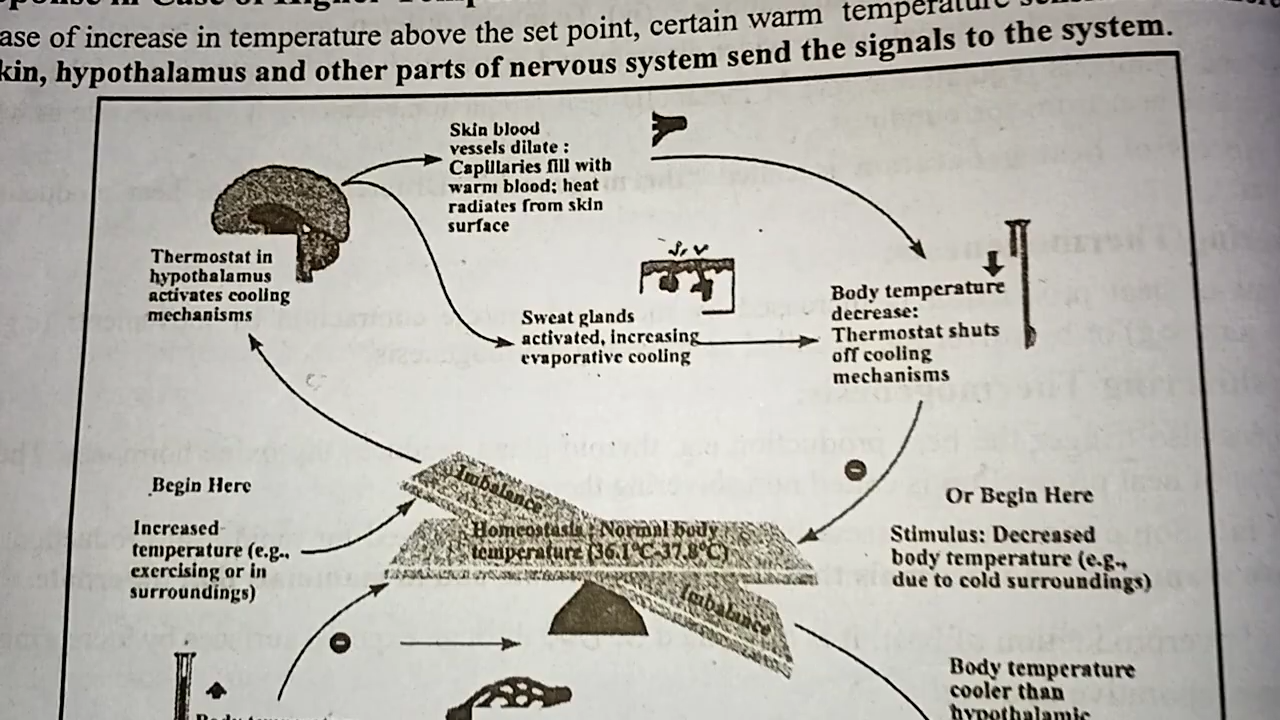 ase of increase in temperature above the set point, certain warm temperature
kin, hypothalamus and other parts of nervous system send the signals to the system.
Skin blood
vessels dilate :
Capillaries fill with
warm blood; heat
radiates from skin
surface
Thermostat in
hypothalamus
activates cooling
mechanisms
Sweat glands
activated, increasing
evaporative cooling
Body temperature
decrease:
Thermostat shuts
off cooling
mechanisms
Begin Here
Increased
temperature (e.g.,
exercising or in
surroundings)
Imbalance
Homeostasis : Normal body
temperature (36.1°C-37.8°C)
Imbalance
Or Begin Here
Stimulus: Decreased
body temperature (e.g.,
due to cold surroundings)
Body temperature
cooler than
hypothalamic